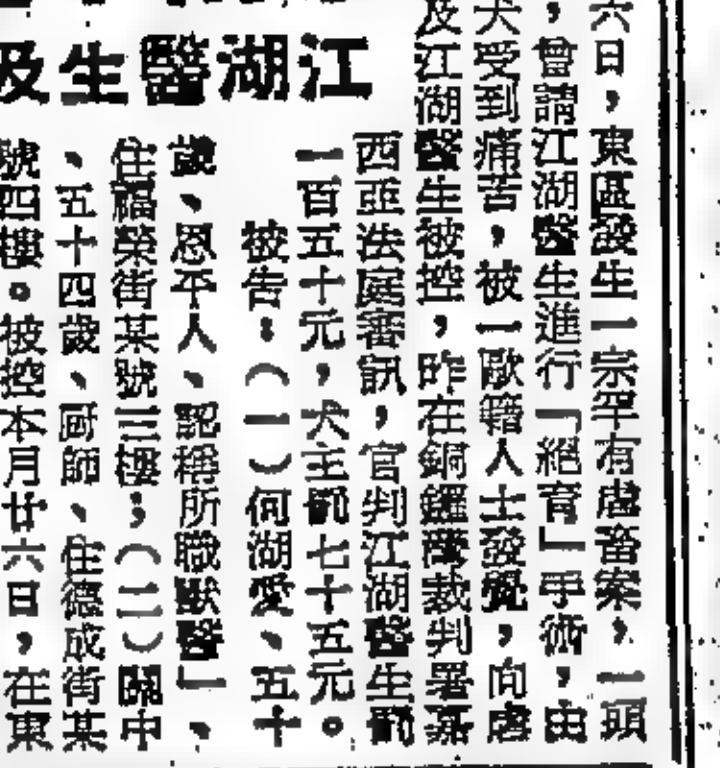 六日，東區發生一宗罕有虐畜案，一頭
，曾請江湖醫生進行「絕育」手術，由
犬受到痛苦，被一歐籍人士發覺，向虐
及江湖醫生被控，昨在銅鑼灣裁判署嘉
西亞法庭審訊，官判江湖醫生罰
一百五十元，犬主罰七十五元。
江湖醫生及
被告：（一）何湖愛、五十
歲、恩平人、認稱所職獸醫」、
住福榮街某號三樓；（二）關中
、五十四歲、厨師、住德成街某
號四樓。被控本月廿六日，在東